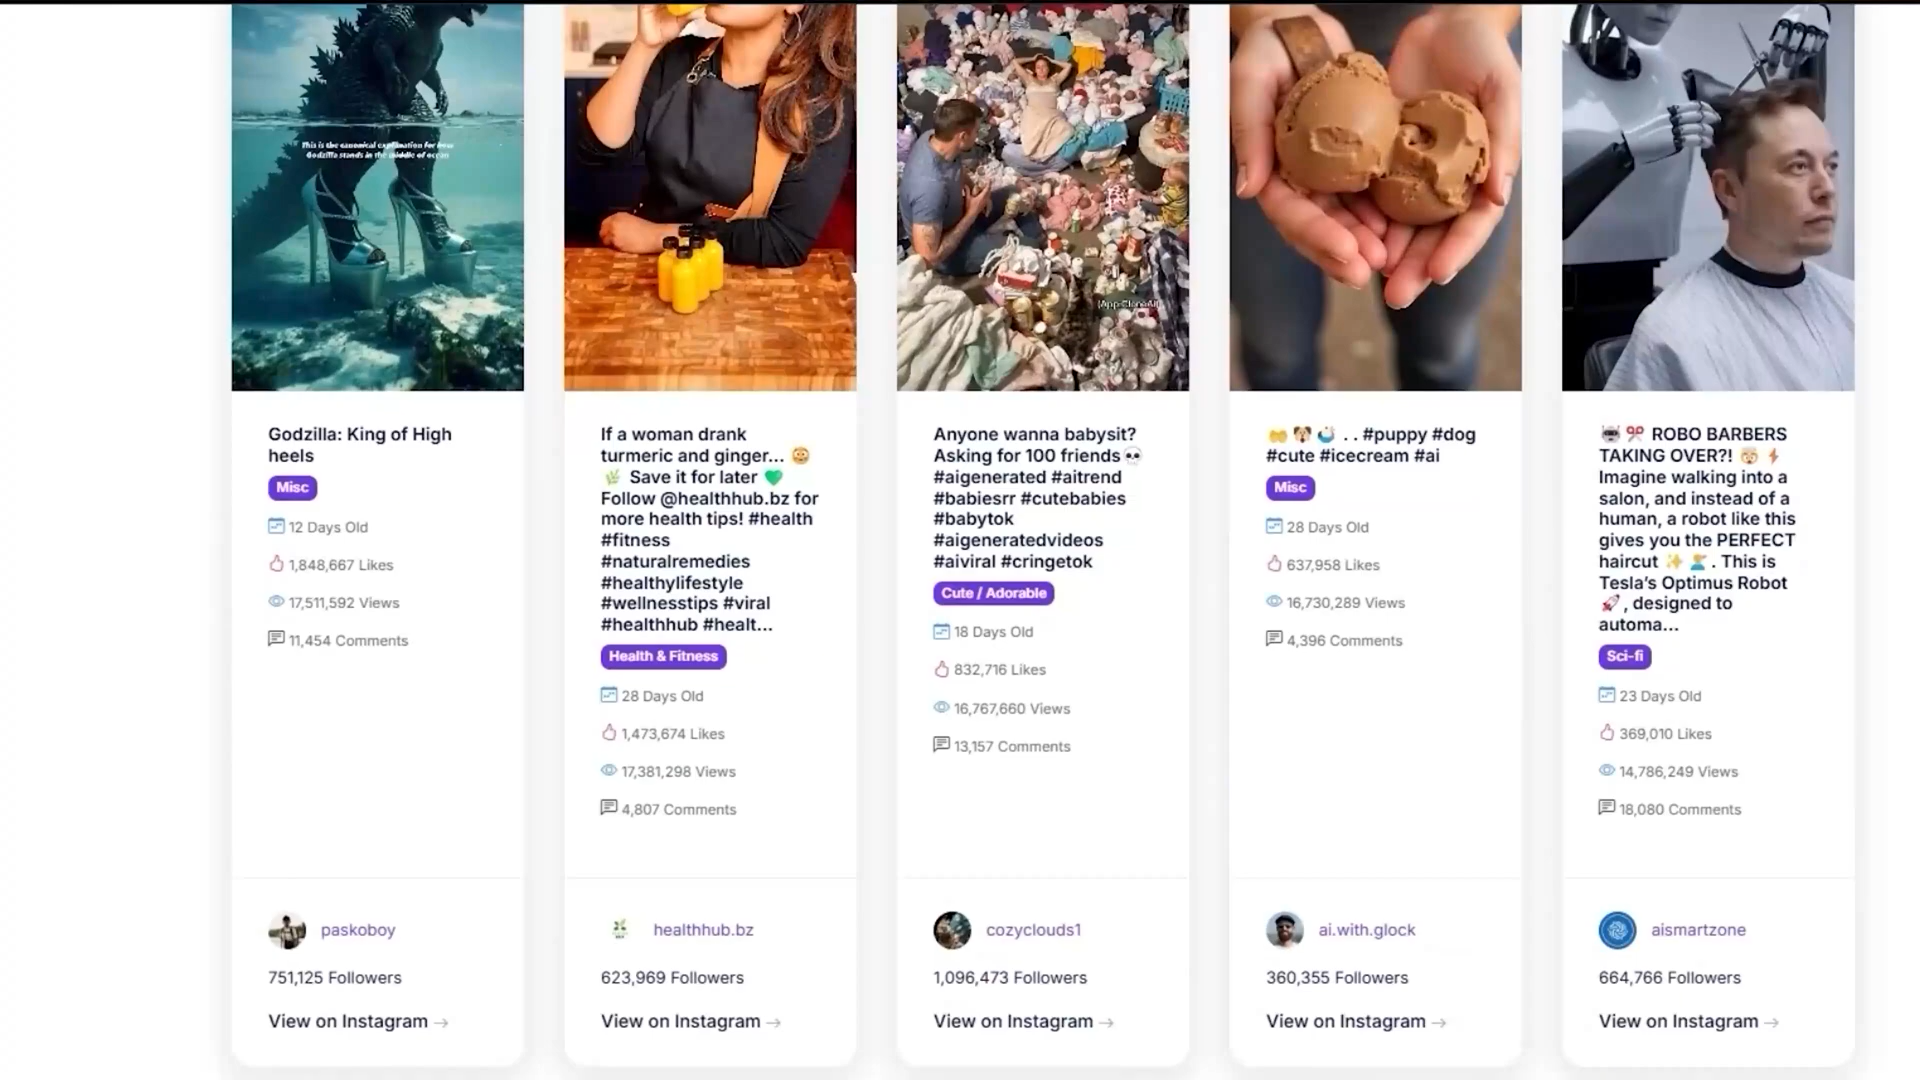 This is the canonical explanation for how
Godzilla stands in the middle of ocean
(App:CloneAI)
Godzilla: King of High
heels
Misc
12 Days Old
1,848,667 Likes
17,511,592 Views
11,454 Comments
paskoboy
751,125 Followers
View on Instagram →
If a woman drank
turmeric and ginger... 😳
🌿 Save it for later 💚
Follow @healthhub.bz for
more health tips! #health
#fitness
#naturalremedies
#healthylifestyle
#wellnesstips #viral
#healthhub #healt...
Health & Fitness
28 Days Old
1,473,674 Likes
17,381,298 Views
4,807 Comments
healthhub.bz
623,969 Followers
View on Instagram →
Anyone wanna babysit?
Asking for 100 friends💀
#aigenerated #aitrend
#babiesrr #cutebabies
#babytok
#aigeneratedvideos
#aiviral #cringetok
Cute / Adorable
18 Days Old
832,716 Likes
16,767,660 Views
13,157 Comments
cozyclouds1
1,096,473 Followers
View on Instagram →
🤲 🐶 🍨 . . #puppy #dog
#cute #icecream #ai
Misc
28 Days Old
637,958 Likes
16,730,289 Views
4,396 Comments
ai.with.glock
360,355 Followers
View on Instagram →
🤖 ✂️ ROBO BARBERS
TAKING OVER?! 🤯 ⚡
Imagine walking into a
salon, and instead of a
human, a robot like this
gives you the PERFECT
haircut ✨ 💇‍♂️. This is
Tesla’s Optimus Robot
🚀, designed to
automa...
Sci-fi
23 Days Old
369,010 Likes
14,786,249 Views
18,080 Comments
aismartzone
664,766 Followers
View on Instagram →